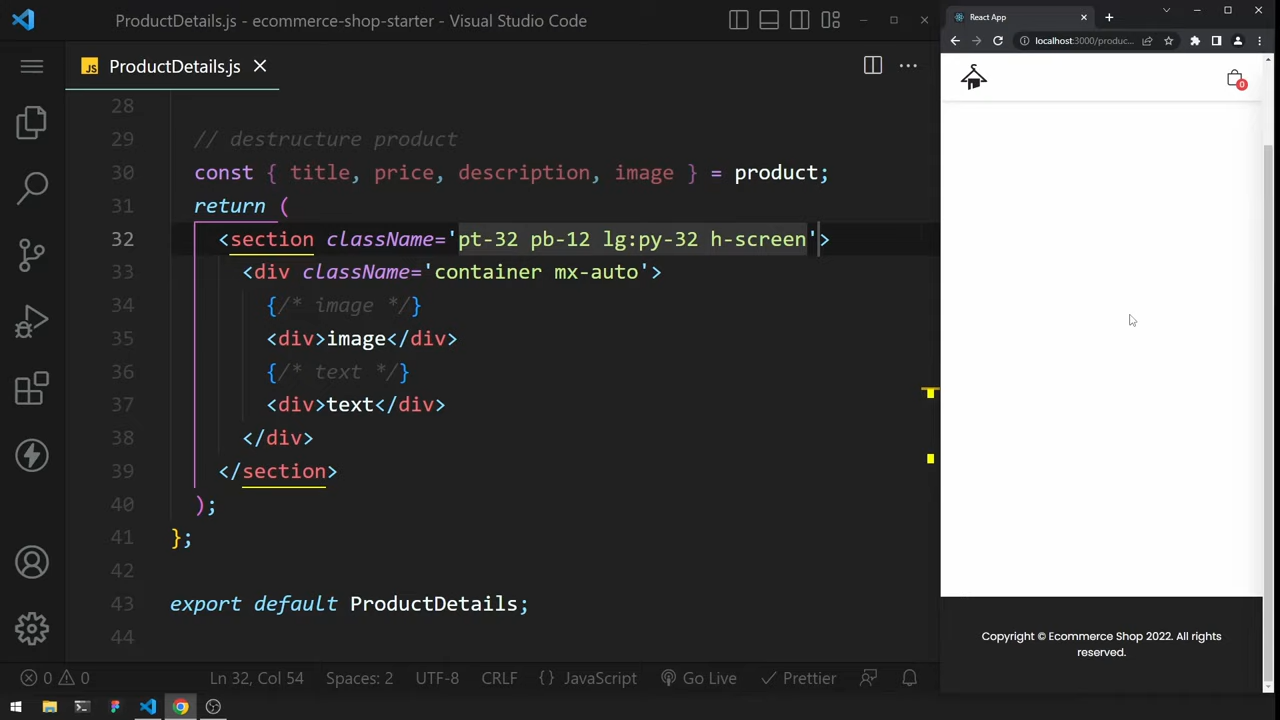 ProductDetails.js - ecommerce-shop-starter - Visual Studio Code
JS ProductDetails.js
28
29 // destructure product
30 const { title, price, description, image } = product;
31 return (
32 <section className='pt-32 pb-12 lg:py-32 h-screen'>
33 <div className='container mx-auto'>
34 {/* image */}
35 <div>image</div>
36 {/* text */}
37 <div>text</div>
38 </div>
39 </section>
40 );
41 };
42
43 export default ProductDetails;
44
0 0 Ln 32, Col 54 Spaces: 2 UTF-8 CRLF {} JavaScript Go Live Prettier
React App
localhost:3000/produc...
0
Copyright © Ecommerce Shop 2022. All rights
reserved.